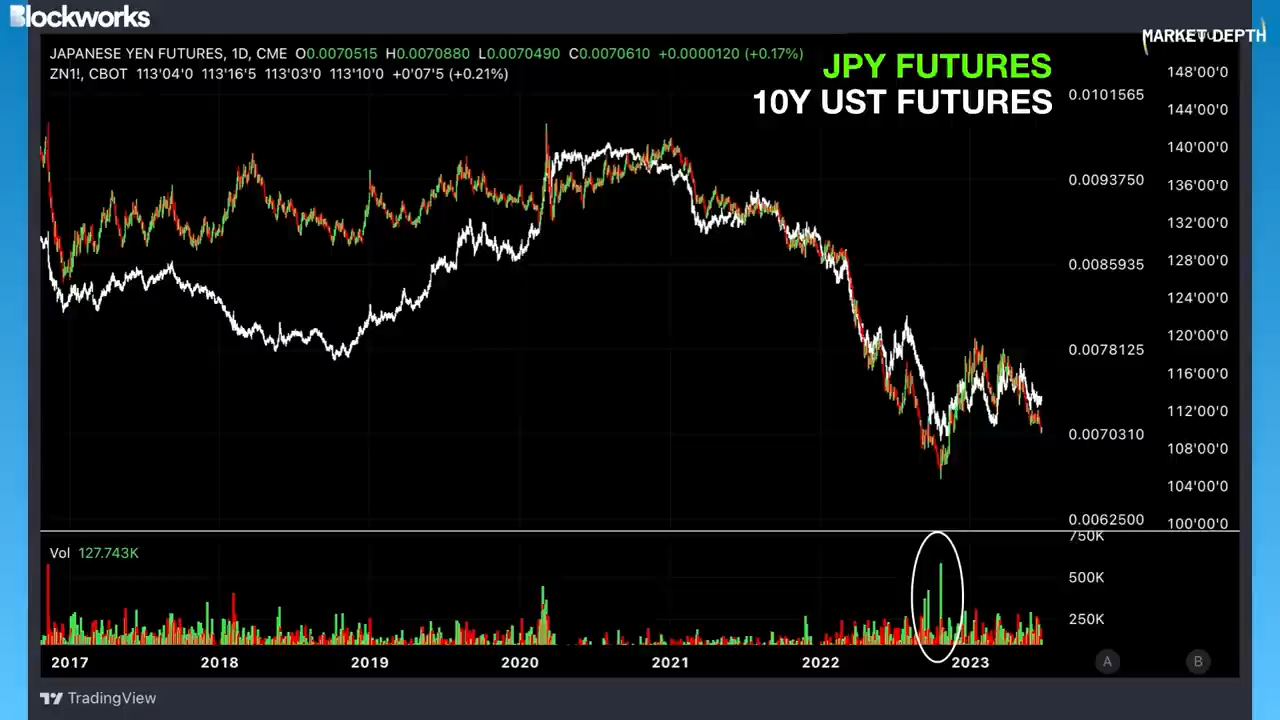 Blockworks
MARKET DEPTH
JAPANESE YEN FUTURES, 1D, CME O0.0070515 H0.0070880 L0.0070490 C0.0070610 +0.0000120 (+0.17%)
ZN1!, CBOT 113'04'0 113'16'5 113'03'0 113'10'0 +0'07'5 (+0.21%)
JPY FUTURES
10Y UST FUTURES
0.0101565
0.0093750
0.0085935
0.0078125
0.0070310
0.0062500
148'00'0
144'00'0
140'00'0
136'00'0
132'00'0
128'00'0
124'00'0
120'00'0
116'00'0
112'00'0
108'00'0
104'00'0
100'00'0
Vol 127.743K
750K
500K
250K
2017 2018 2019 2020 2021 2022 2023
A B
TradingView